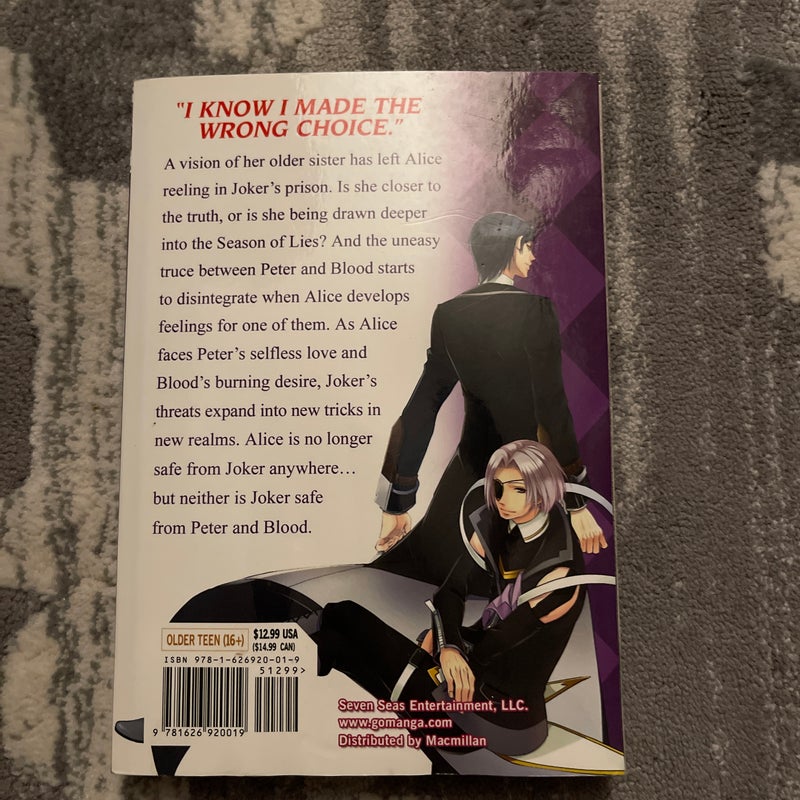 "I KNOW I MADE THE
WRONG CHOICE."
A vision of her older sister has left Alice
reeling in Joker's prison. Is she closer to
the truth, or is she being drawn deeper
into the Season of Lies? And the uneasy
truce between Peter and Blood starts
to disintegrate when Alice develops
feelings for one of them. As Alice
faces Peter's selfless love and
Blood's burning desire, Joker's
threats expand into new tricks in
new realms. Alice is no longer
safe from Joker anywhere…
but neither is Joker safe
from Peter and Blood.
OLDER TEEN (16+)
$12.99 USA
($14.99 CAN)
ISBN 978-1-626920-01-9
51299>
9 781626 920019
Seven Seas Entertainment, LLC.
www.gomanga.com
Distributed by Macmillan